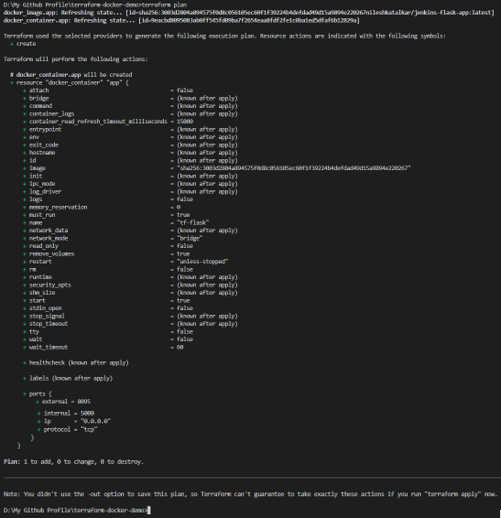 D:\My Github Profile\terraform-docker-demo>terraform plan
docker_image.app: Refreshing state... [id=sha256:3003d2804a894575f0d8c056105ec60f1f39224b4defdad49d15a9894e220267nileshkatalkar/jenkins-flask-app:latest]
docker_container.app: Refreshing state...
Terraform used the selected providers to generate the following execution plan. Resource actions are indicated with the following symbols:
+ create
Terraform will perform the following actions:
# docker_container.app will be created
+ resource "docker_container" "app" {
+ attach = false
+ bridge = (known after apply)
+ command = (known after apply)
+ container_logs = (known after apply)
+ container_read_refresh_timeout_milliseconds = 15000
+ entrypoint = (known after apply)
+ env = (known after apply)
+ exit_code = (known after apply)
+ hostname = (known after apply)
+ id = (known after apply)
+ image = "sha256:3003d2804a894575f0d8c056105ec60f1f39224b4defdad49d15a9894e220267"
+ init = (known after apply)
+ ipc_mode = (known after apply)
+ log_driver = (known after apply)
+ logs = false
+ memory_reservation = 0
+ must_run = true
+ name = "tf-flask"
+ network_data = (known after apply)
+ network_mode = "bridge"
+ read_only = false
+ remove_volumes = true
+ restart = "unless-stopped"
+ rm = false
+ runtime = (known after apply)
+ security_opts = (known after apply)
+ shm_size = (known after apply)
+ start = true
+ stdin_open = false
+ stop_signal = (known after apply)
+ stop_timeout = (known after apply)
+ tty = false
+ wait = false
+ wait_timeout = 60
+ healthcheck (known after apply)
+ labels (known after apply)
+ ports {
+ external = 8095
+ internal = 5000
+ ip = "0.0.0.0"
+ protocol = "tcp"
}
}
Plan: 1 to add, 0 to change, 0 to destroy.
Note: You didn't use the -out option to save this plan, so Terraform can't guarantee to take exactly these actions if you run "terraform apply" now.
D:\My Github Profile\terraform-docker-demo>